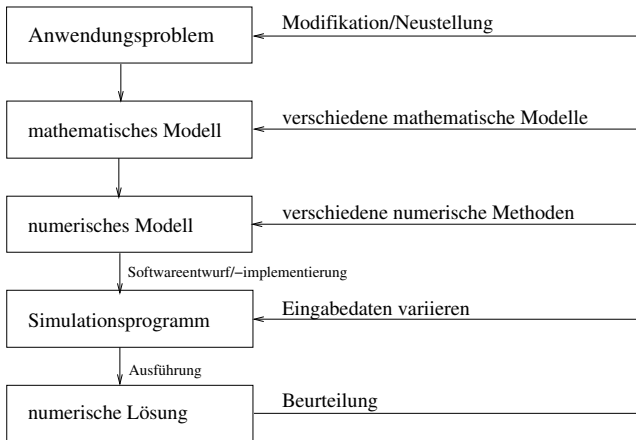 Anwendungsproblem
Modifikation/Neustellung
mathematisches Modell
verschiedene mathematische Modelle
numerisches Modell
verschiedene numerische Methoden
Softwareentwurf/−implementierung
Simulationsprogramm
Eingabedaten variieren
Ausführung
numerische Lösung
Beurteilung